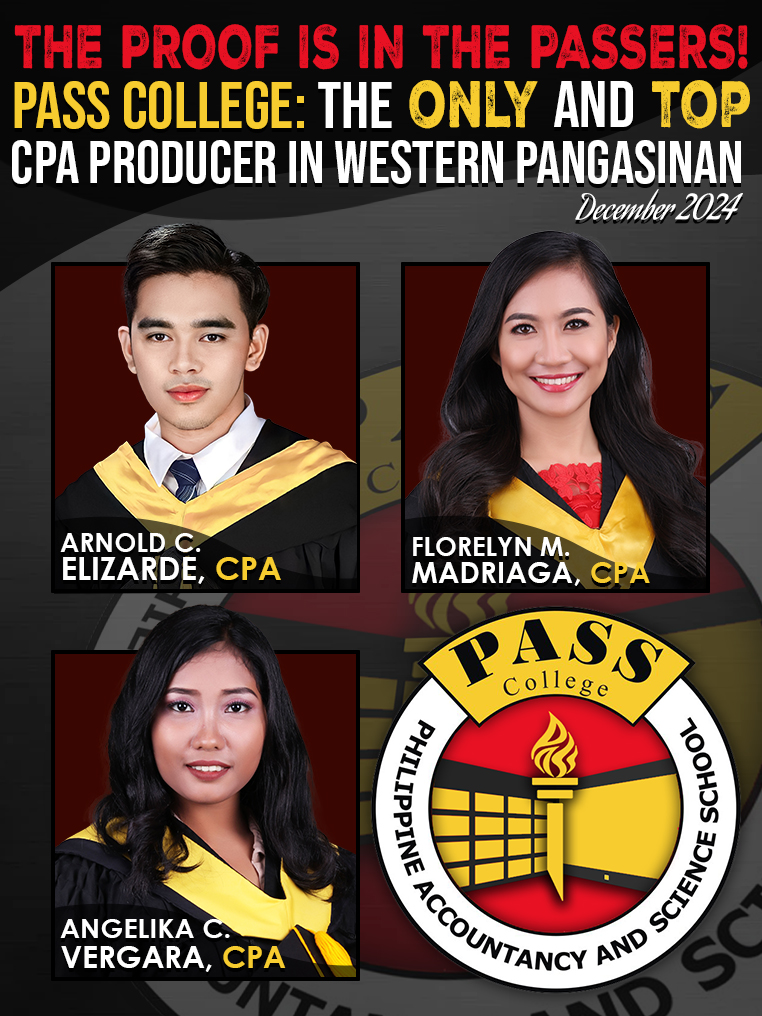 THE PROOF IS IN THE PASSERS!
PASS COLLEGE: THE ONLY AND TOP
CPA PRODUCER IN WESTERN PANGASINAN
December 2024
ARNOLD C.
ELIZARDE, CPA
FLORELYN M.
MADRIAGA, CPA
ANGELIKA C.
VERGARA, CPA
PASS
College
PHILIPPINE ACCOUNTANCY AND SCIENCE SCHOOL